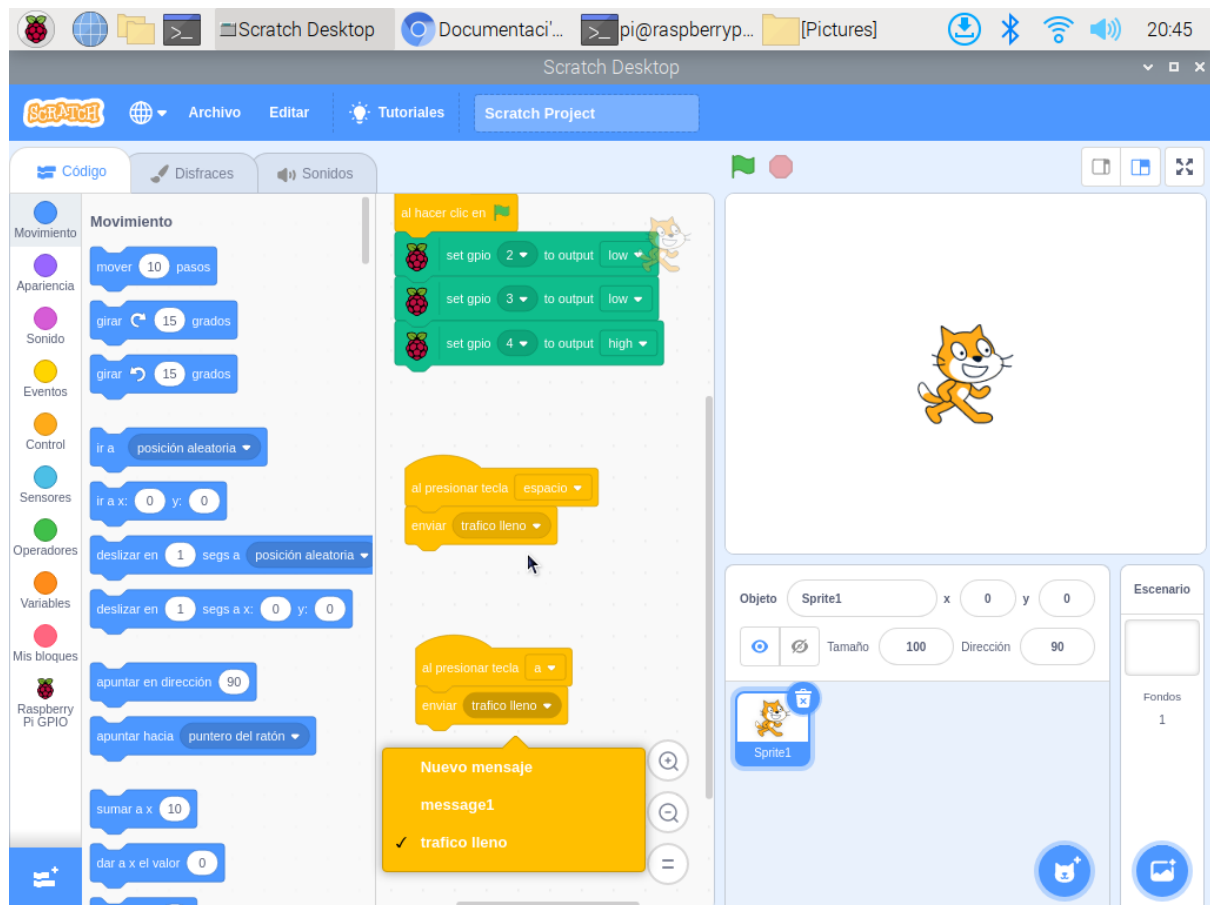 Scratch Desktop
Documentaci'...
pi@raspberryp...
[Pictures]
20:45
Scratch Desktop
SCRATCH
Archivo
Editar
Tutoriales
Scratch Project
Código
Disfraces
Sonidos
Movimiento
Apariencia
Sonido
Eventos
Control
Sensores
Operadores
Variables
Mis bloques
Raspberry
Pi GPIO
Movimiento
mover 10 pasos
girar 15 grados
girar 15 grados
ir a posición aleatoria
ir a x: 0 y: 0
deslizar en 1 segs a posición aleatoria
deslizar en 1 segs a x: 0 y: 0
apuntar en dirección 90
apuntar hacia puntero del ratón
sumar a x 10
dar a x el valor 0
al hacer clic en
set gpio 2 to output low
set gpio 3 to output low
set gpio 4 to output high
al presionar tecla espacio
enviar trafico lleno
al presionar tecla a
enviar trafico lleno
Nuevo mensaje
message1
✓ trafico lleno
Objeto Sprite1 x 0 y 0
Tamaño 100 Dirección 90
Sprite1
Escenario
Fondos
1